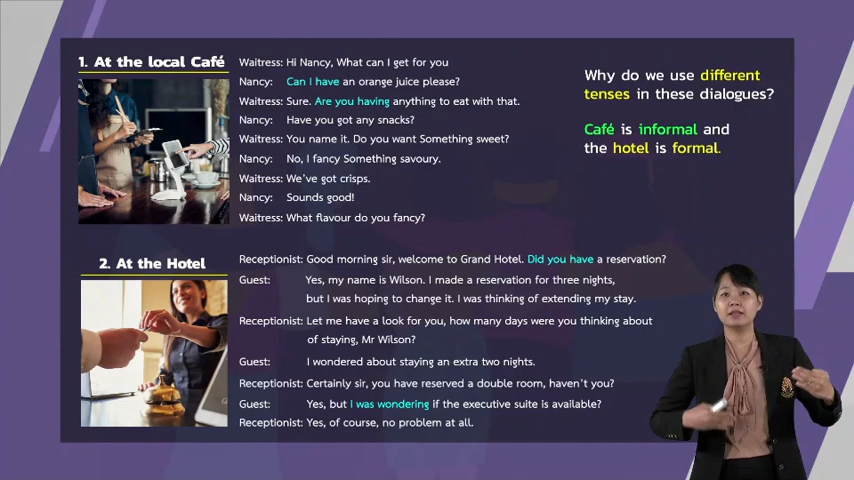 1. At the local Café
Waitress: Hi Nancy, What can I get for you
Nancy: Can I have an orange juice please?
Waitress: Sure. Are you having anything to eat with that.
Nancy: Have you got any snacks?
Waitress: You name it. Do you want Something sweet?
Nancy: No, I fancy Something savoury.
Waitress: We've got crisps.
Nancy: Sounds good!
Waitress: What flavour do you fancy?
Why do we use different
tenses in these dialogues?
Café is informal and
the hotel is formal.
2. At the Hotel
Receptionist: Good morning sir, welcome to Grand Hotel. Did you have a reservation?
Guest: Yes, my name is Wilson. I made a reservation for three nights,
but I was hoping to change it. I was thinking of extending my stay.
Receptionist: Let me have a look for you, how many days were you thinking about
of staying, Mr Wilson?
Guest: I wondered about staying an extra two nights.
Receptionist: Certainly sir, you have reserved a double room, haven't you?
Guest: Yes, but I was wondering if the executive suite is available?
Receptionist: Yes, of course, no problem at all.